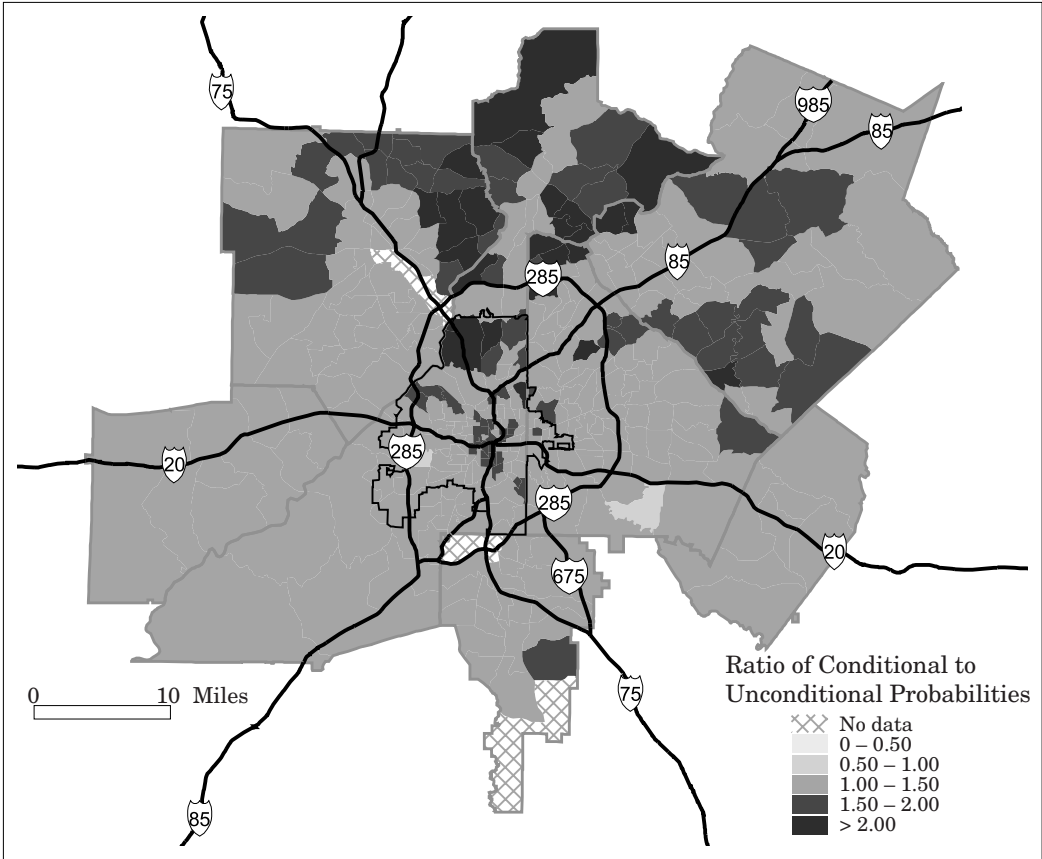 75
985
85
85
285
285
20
285
20
675
75
85
0 10 Miles
Ratio of Conditional to
Unconditional Probabilities
No data
0 – 0.50
0.50 – 1.00
1.00 – 1.50
1.50 – 2.00
> 2.00